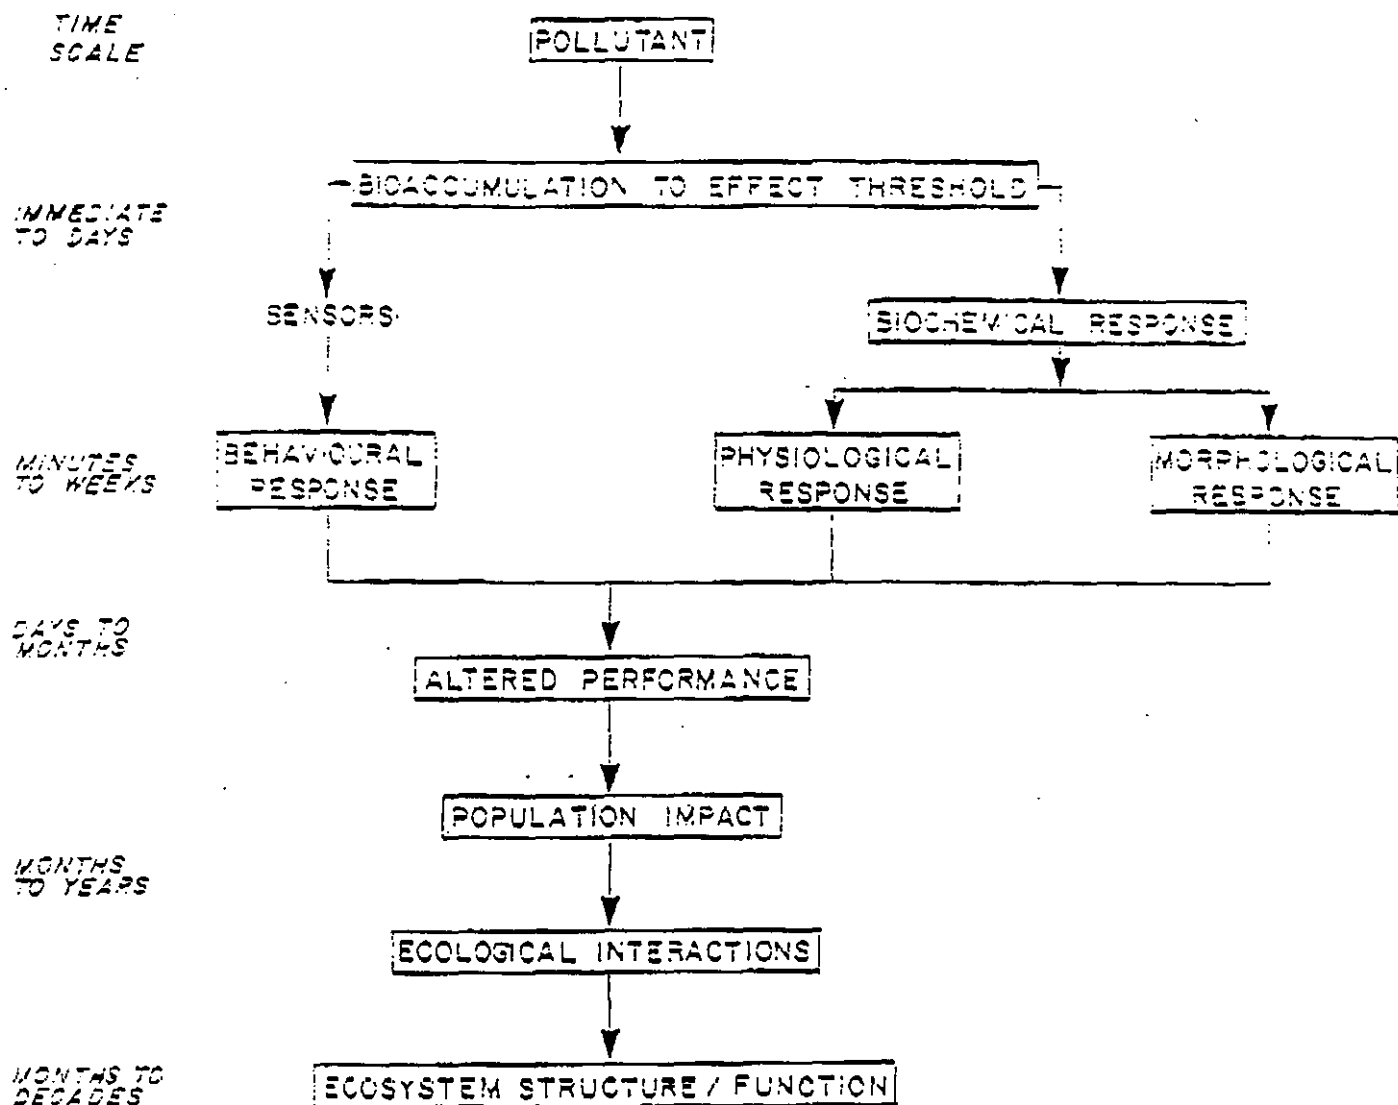 TIME
SCALE
POLLUTANT
BIOACCUMULATION TO EFFECT THRESHOLD
IMMEDIATE
TO DAYS
SENSORS
BIOCHEMICAL RESPONSE
MINUTES
TO WEEKS
BEHAVIOURAL
RESPONSE
PHYSIOLOGICAL
RESPONSE
MORPHOLOGICAL
RESPONSE
DAYS TO
MONTHS
ALTERED PERFORMANCE
POPULATION IMPACT
MONTHS
TO YEARS
ECOLOGICAL INTERACTIONS
MONTHS TO
DECADES
ECOSYSTEM STRUCTURE / FUNCTION